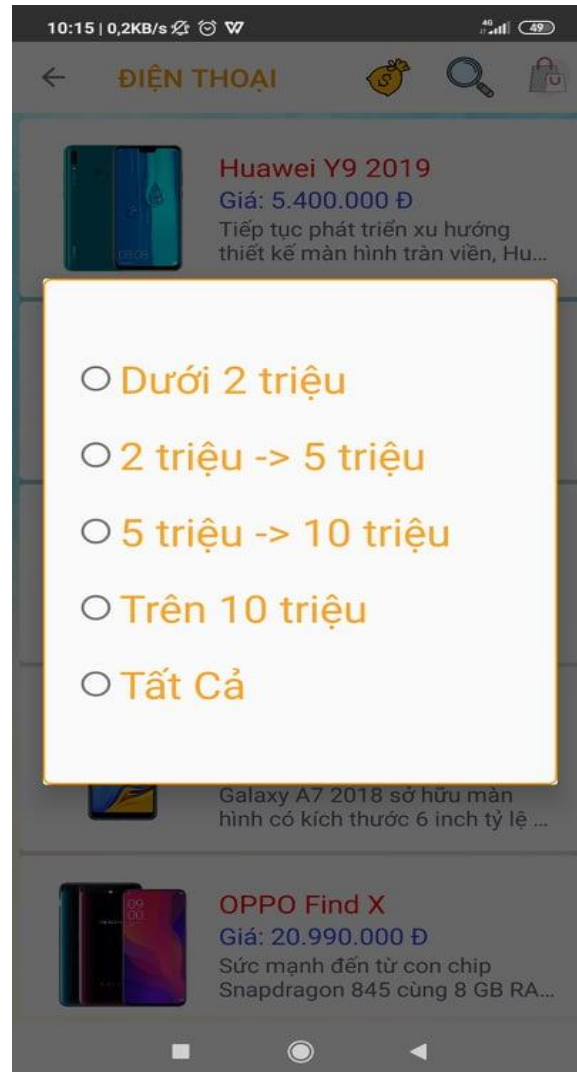 10:15 | 0,2KB/s
4G
49
ĐIỆN THOẠI
Huawei Y9 2019
Giá: 5.400.000 Đ
Tiếp tục phát triển xu hướng
thiết kế màn hình tràn viền, Hu...
Dưới 2 triệu
2 triệu -> 5 triệu
5 triệu -> 10 triệu
Trên 10 triệu
Tất Cả
Galaxy A7 2018 sở hữu màn
hình có kích thước 6 inch tỷ lệ ...
OPPO Find X
Giá: 20.990.000 Đ
Sức mạnh đến từ con chip
Snapdragon 845 cùng 8 GB RA...